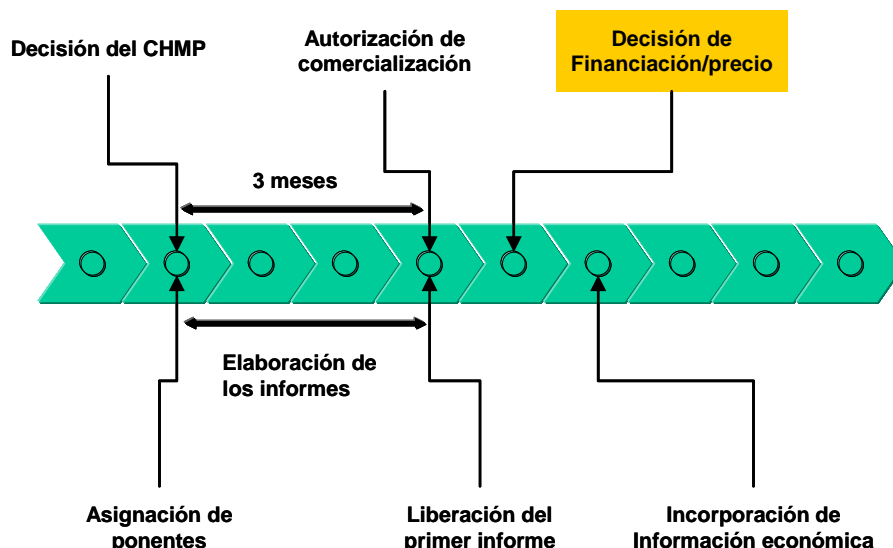 Decisión del CHMP
Autorización de
comercialización
Decisión de
Financiación/precio
3 meses
Elaboración de
los informes
Asignación de
ponentes
Liberación del
primer informe
Incorporación de
Información económica